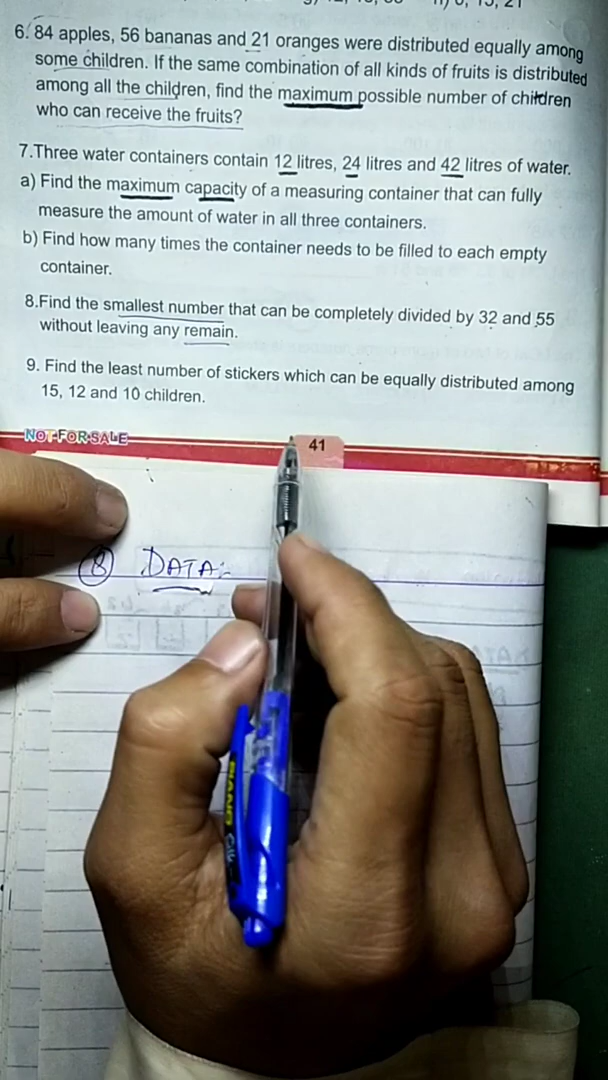 6. 84 apples, 56 bananas and 21 oranges were distributed equally among
some children. If the same combination of all kinds of fruits is distributed
among all the children, find the maximum possible number of children
who can receive the fruits?
7.Three water containers contain 12 litres, 24 litres and 42 litres of water.
a) Find the maximum capacity of a measuring container that can fully
measure the amount of water in all three containers.
b) Find how many times the container needs to be filled to each empty
container.
8.Find the smallest number that can be completely divided by 32 and 55
without leaving any remain.
9. Find the least number of stickers which can be equally distributed among
15, 12 and 10 children.
NOT-FOR-SALE
41
8 DATA:-
PIANO